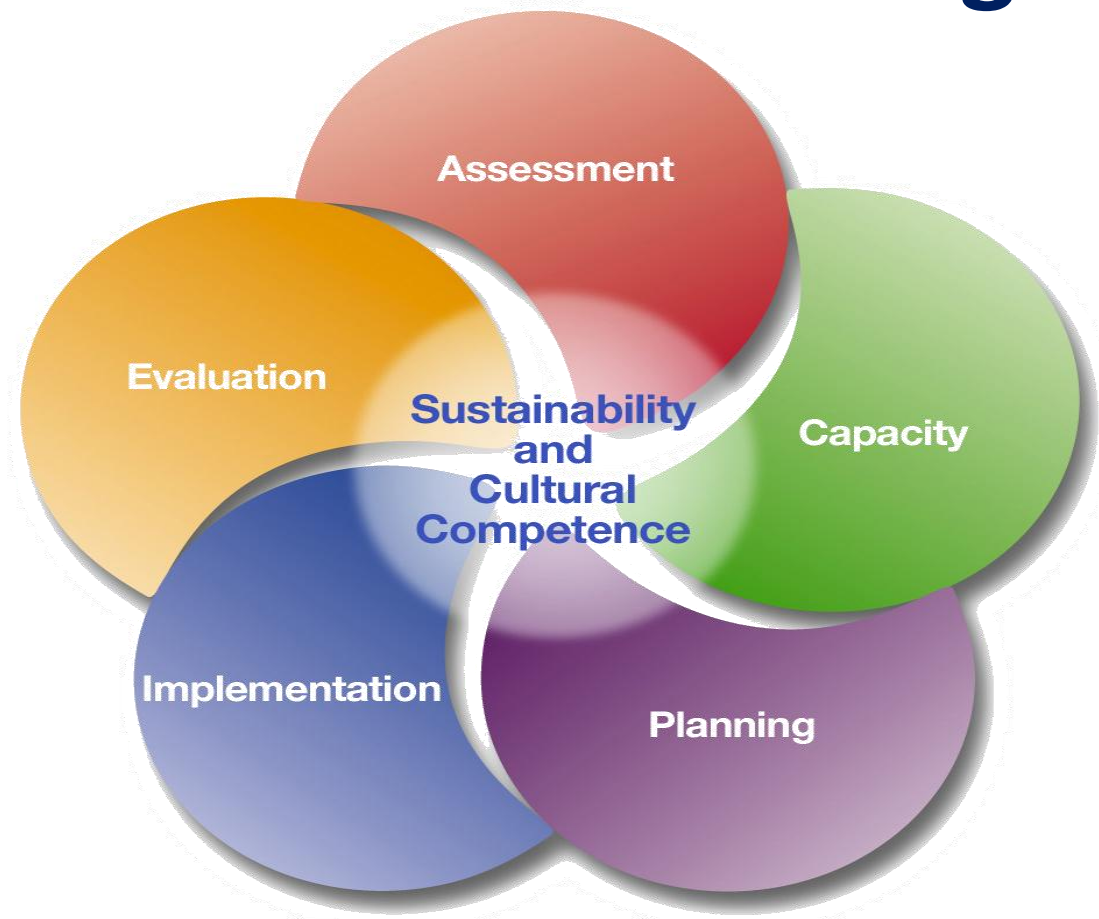 Assessment
Capacity
Planning
Implementation
Evaluation
Sustainability
and
Cultural
Competence